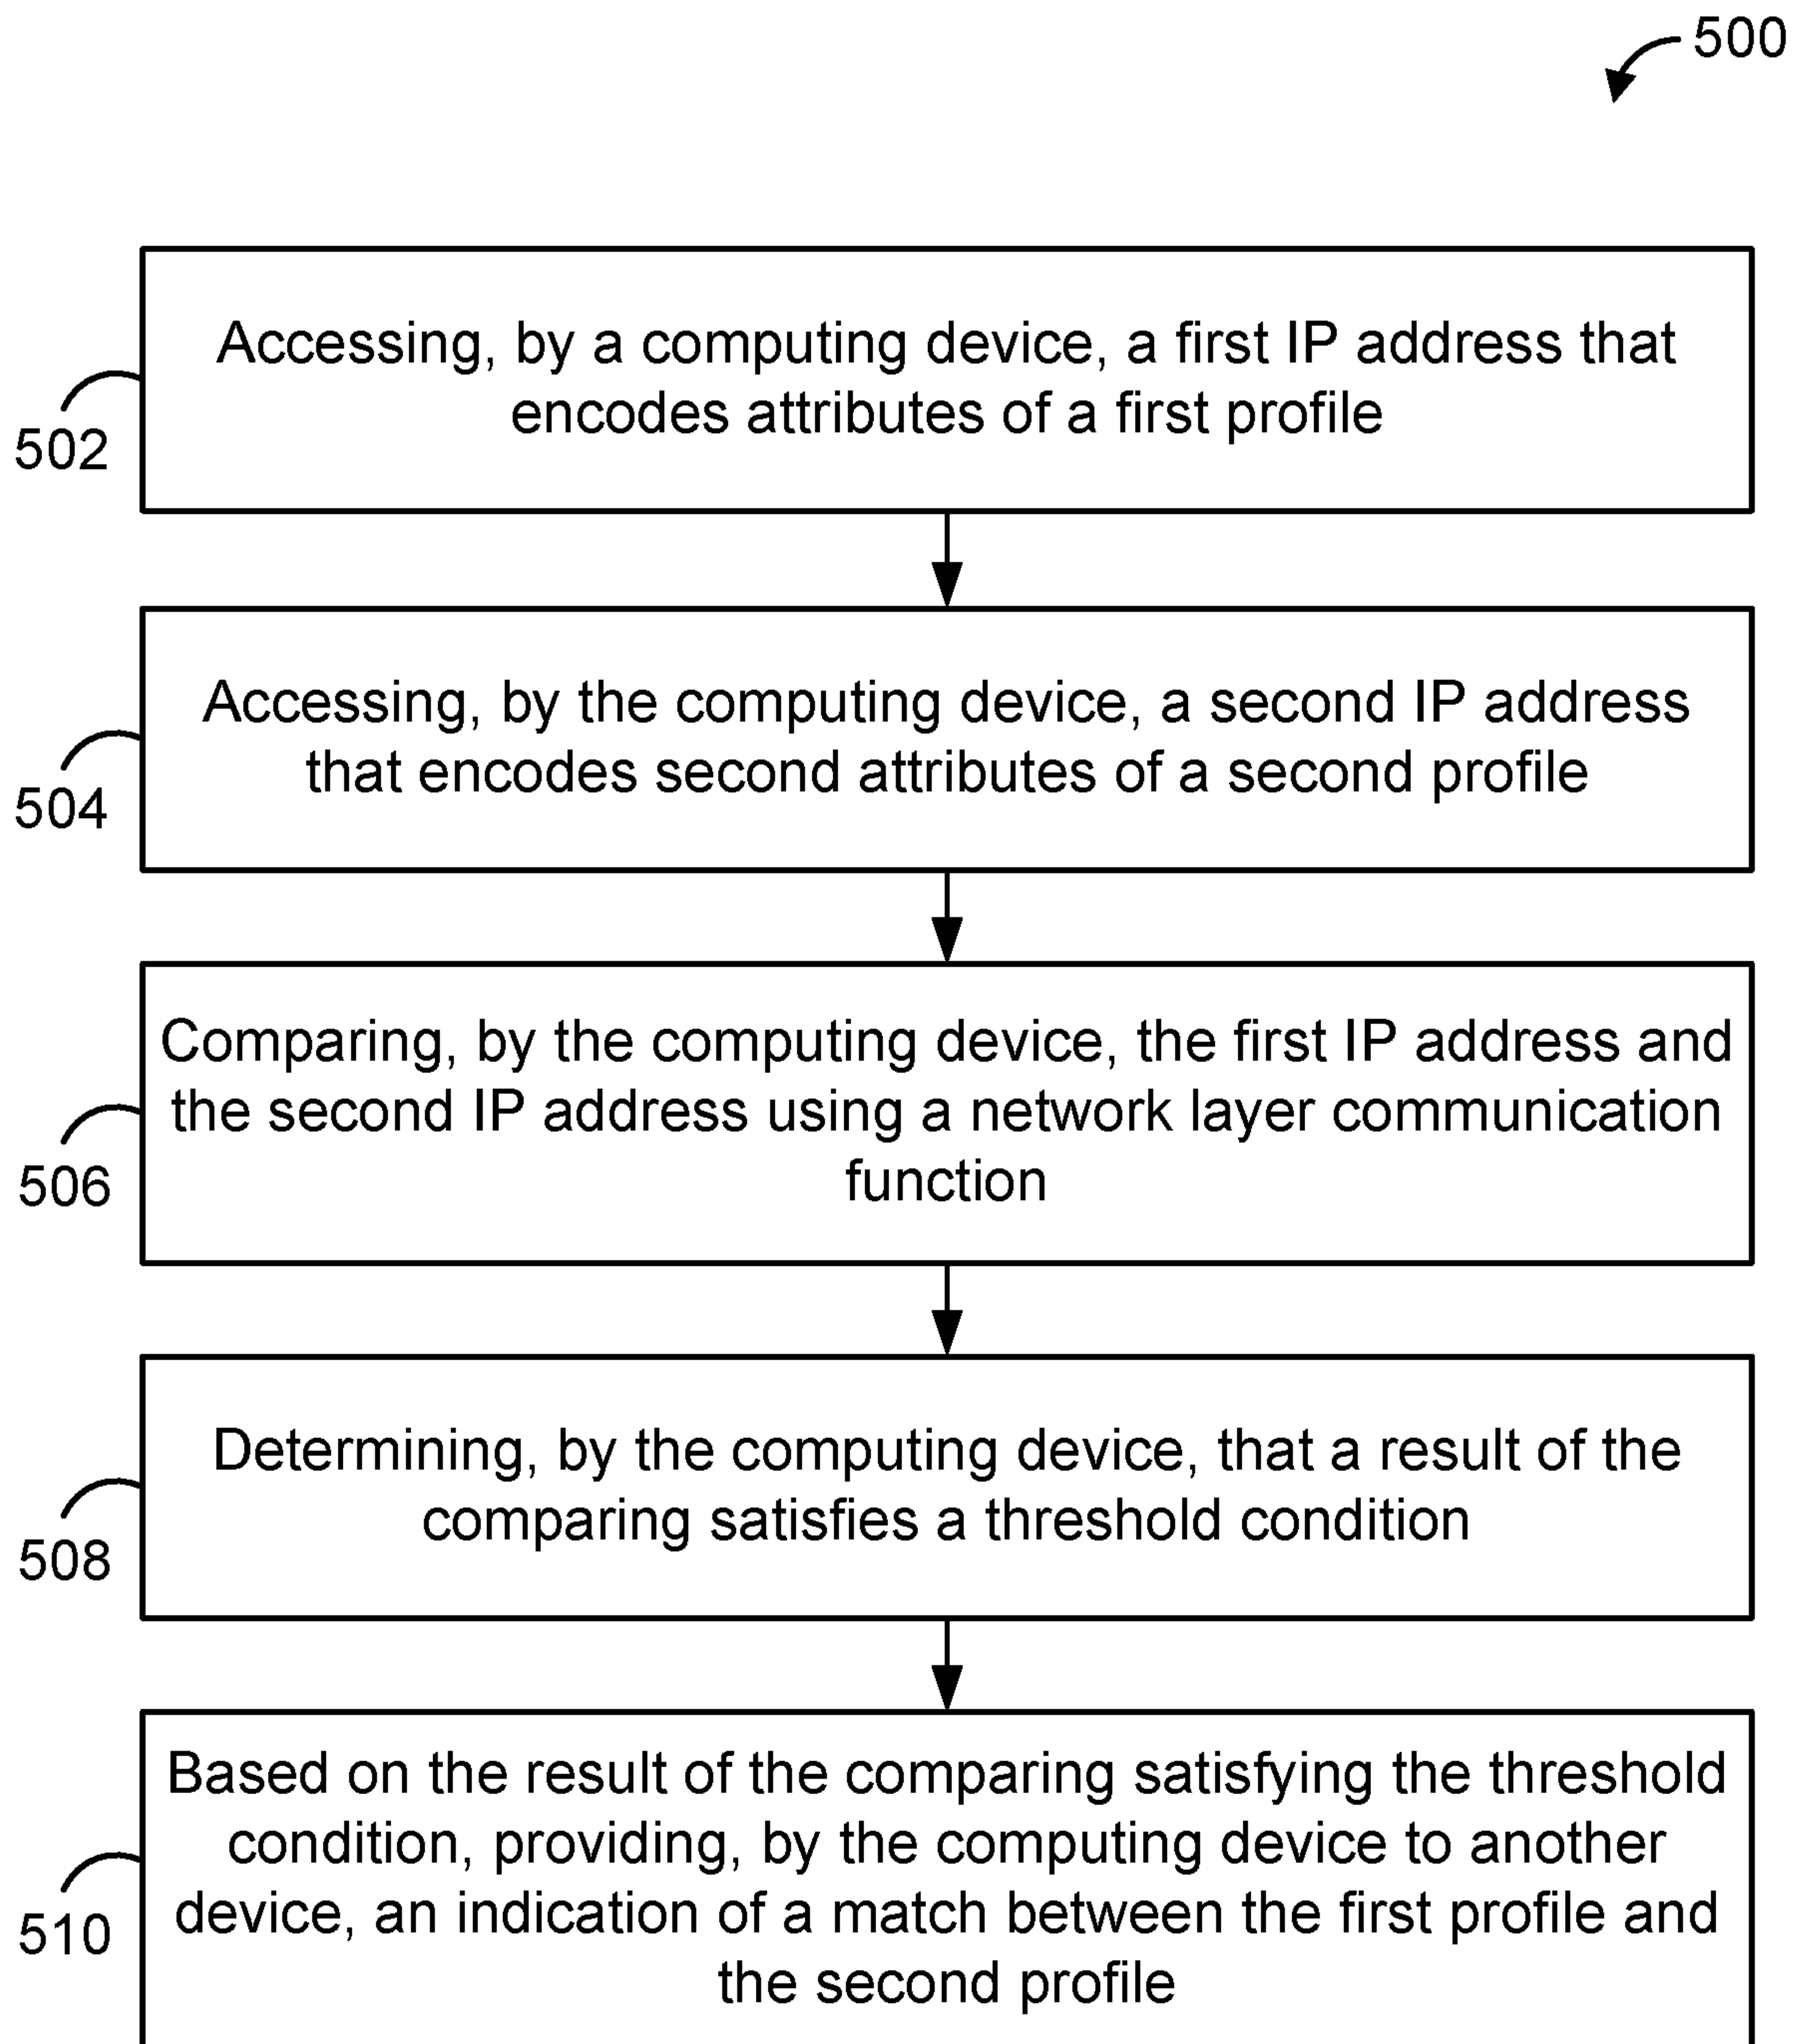 500
Accessing, by a computing device, a first IP address that
encodes attributes of a first profile
502
Accessing, by the computing device, a second IP address
that encodes second attributes of a second profile
504
Comparing, by the computing device, the first IP address and
the second IP address using a network layer communication
function
506
Determining, by the computing device, that a result of the
comparing satisfies a threshold condition
508
Based on the result of the comparing satisfying the threshold
condition, providing, by the computing device to another
device, an indication of a match between the first profile and
the second profile
510